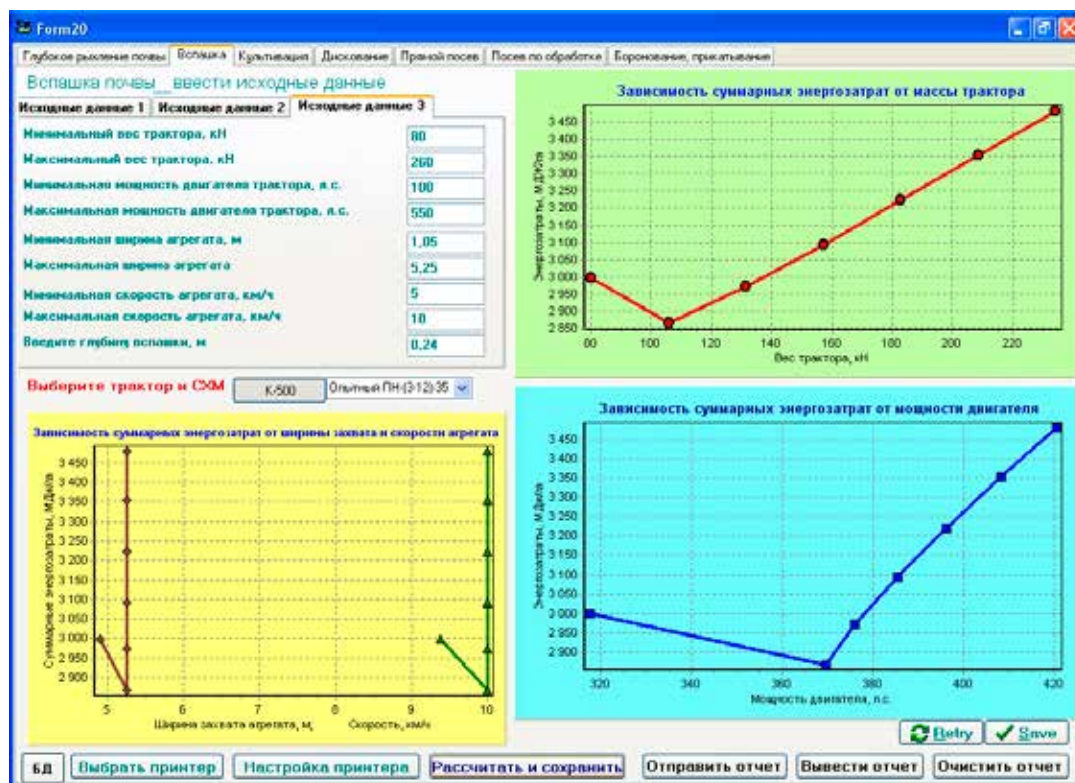 Form20
Глубокое рыхление почвы Вспашка Культивация Дискование Прямой посев Посев по обработке Боронование, прикатывание
Вспашка почвы__ввести исходные данные
Исходные данные 1 Исходные данные 2 Исходные данные 3
Минимальный вес трактора, кН 80
Максимальный вес трактора, кН 260
Минимальная мощность двигателя трактора, л.с. 100
Максимальная мощность двигателя трактора, л.с. 550
Минимальная ширина агрегата, м 1,05
Максимальная ширина агрегата 5,25
Минимальная скорость агрегата, км/ч 5
Максимальная скорость агрегата, км/ч 10
Введите глубину вспашки, м 0,24
Выберите трактор и СХМ К-500 Опытный ПН-(3-12)-35
Зависимость суммарных энергозатрат от массы трактора
Энергозатраты, МДЖ/га
3 450
3 400
3 350
3 300
3 250
3 200
3 150
3 100
3 050
3 000
2 950
2 900
2 850
80 100 120 140 160 180 200 220
Вес трактора, кН
Зависимость суммарных энергозатрат от ширины захвата и скорости агрегата
Суммарные энергозатраты, МДж/га
3 450
3 400
3 350
3 300
3 250
3 200
3 150
3 100
3 050
3 000
2 950
2 900
5 6 7 8 9 10
Ширина захвата агрегата, м, Скорость, км/ч
Зависимость суммарных энергозатрат от мощности двигателя
Энергозатраты, МДж/га
3 450
3 400
3 350
3 300
3 250
3 200
3 150
3 100
3 050
3 000
2 950
2 900
320 340 360 380 400 420
Мощность двигателя, л.с.
Retry Save
БД Выбрать принтер Настройка принтера Рассчитать и сохранить Отправить отчет Вывести отчет Очистить отчет